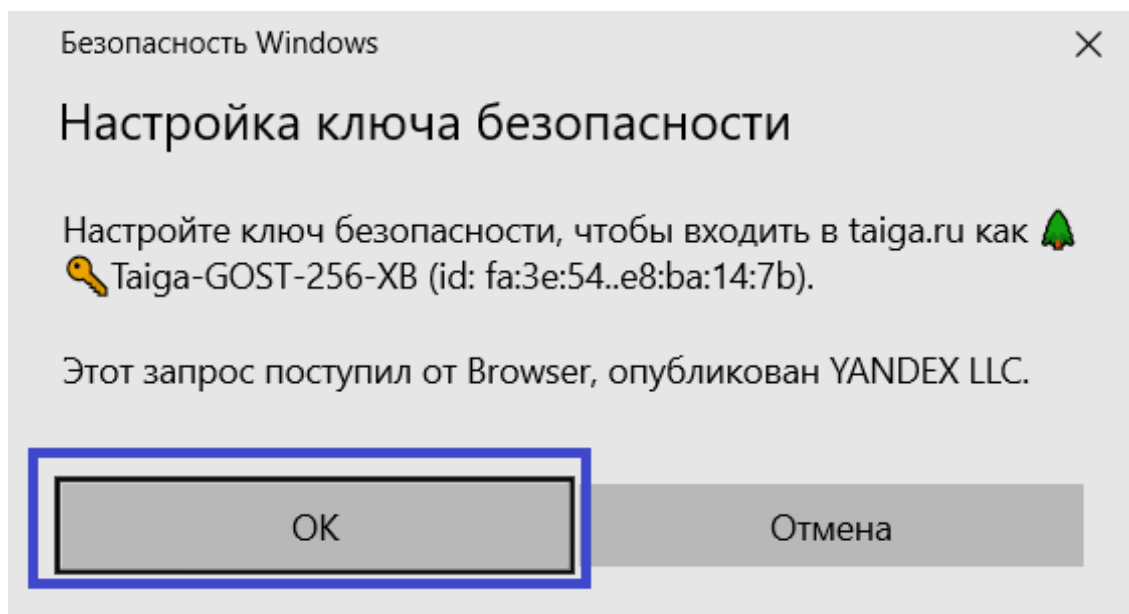 Безопасность Windows
Настройка ключа безопасности
Настройте ключ безопасности, чтобы входить в taiga.ru как 🌲
🔑Taiga-GOST-256-XB (id: fa:3e:54..e8:ba:14:7b).
Этот запрос поступил от Browser, опубликован YANDEX LLC.
ОК
Отмена